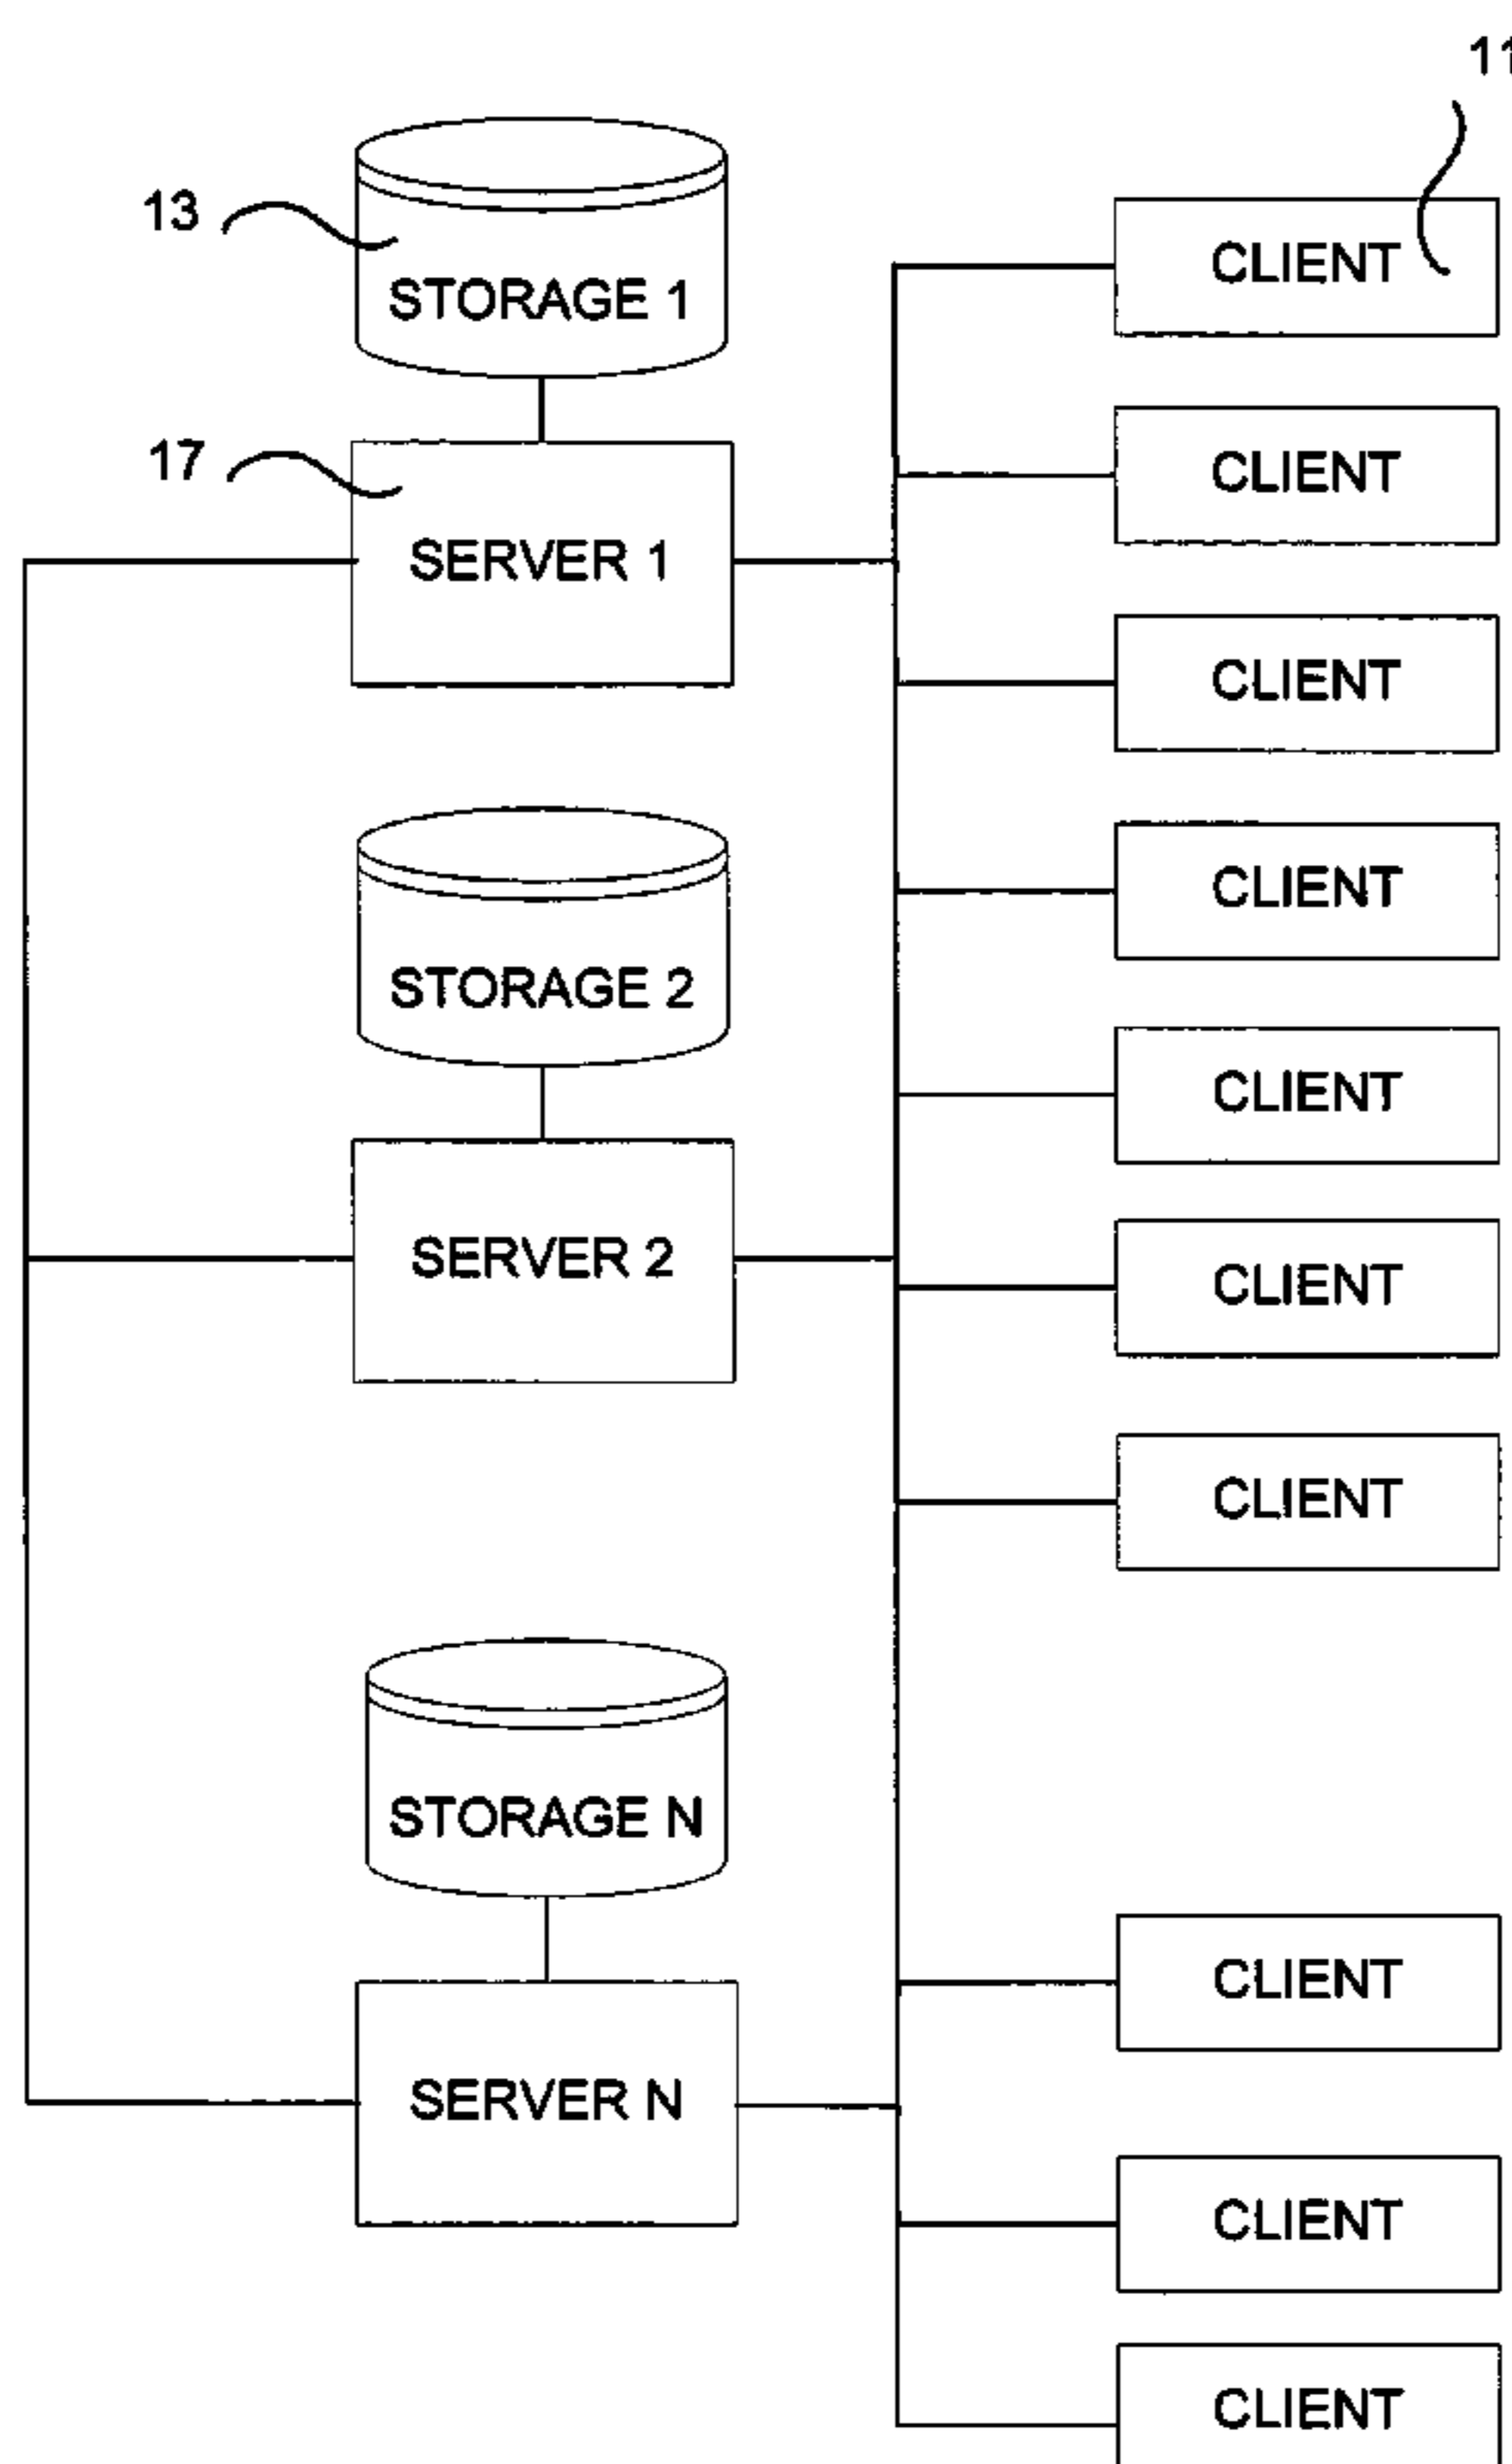 11
13
STORAGE 1
CLIENT
17
CLIENT
SERVER 1
CLIENT
CLIENT
STORAGE 2
CLIENT
SERVER 2
CLIENT
CLIENT
STORAGE N
CLIENT
SERVER N
CLIENT
CLIENT